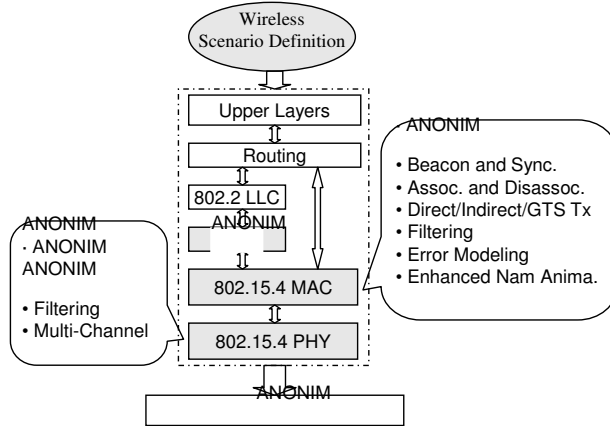 Wireless
Scenario Definition
Upper Layers
Routing
802.2 LLC
ANONIM
802.15.4 MAC
802.15.4 PHY
ANONIM
· ANONIM
• Beacon and Sync.
• Assoc. and Disassoc.
• Direct/Indirect/GTS Tx
• Filtering
• Error Modeling
• Enhanced Nam Anima.
ANONIM
· ANONIM
ANONIM
• Filtering
• Multi-Channel